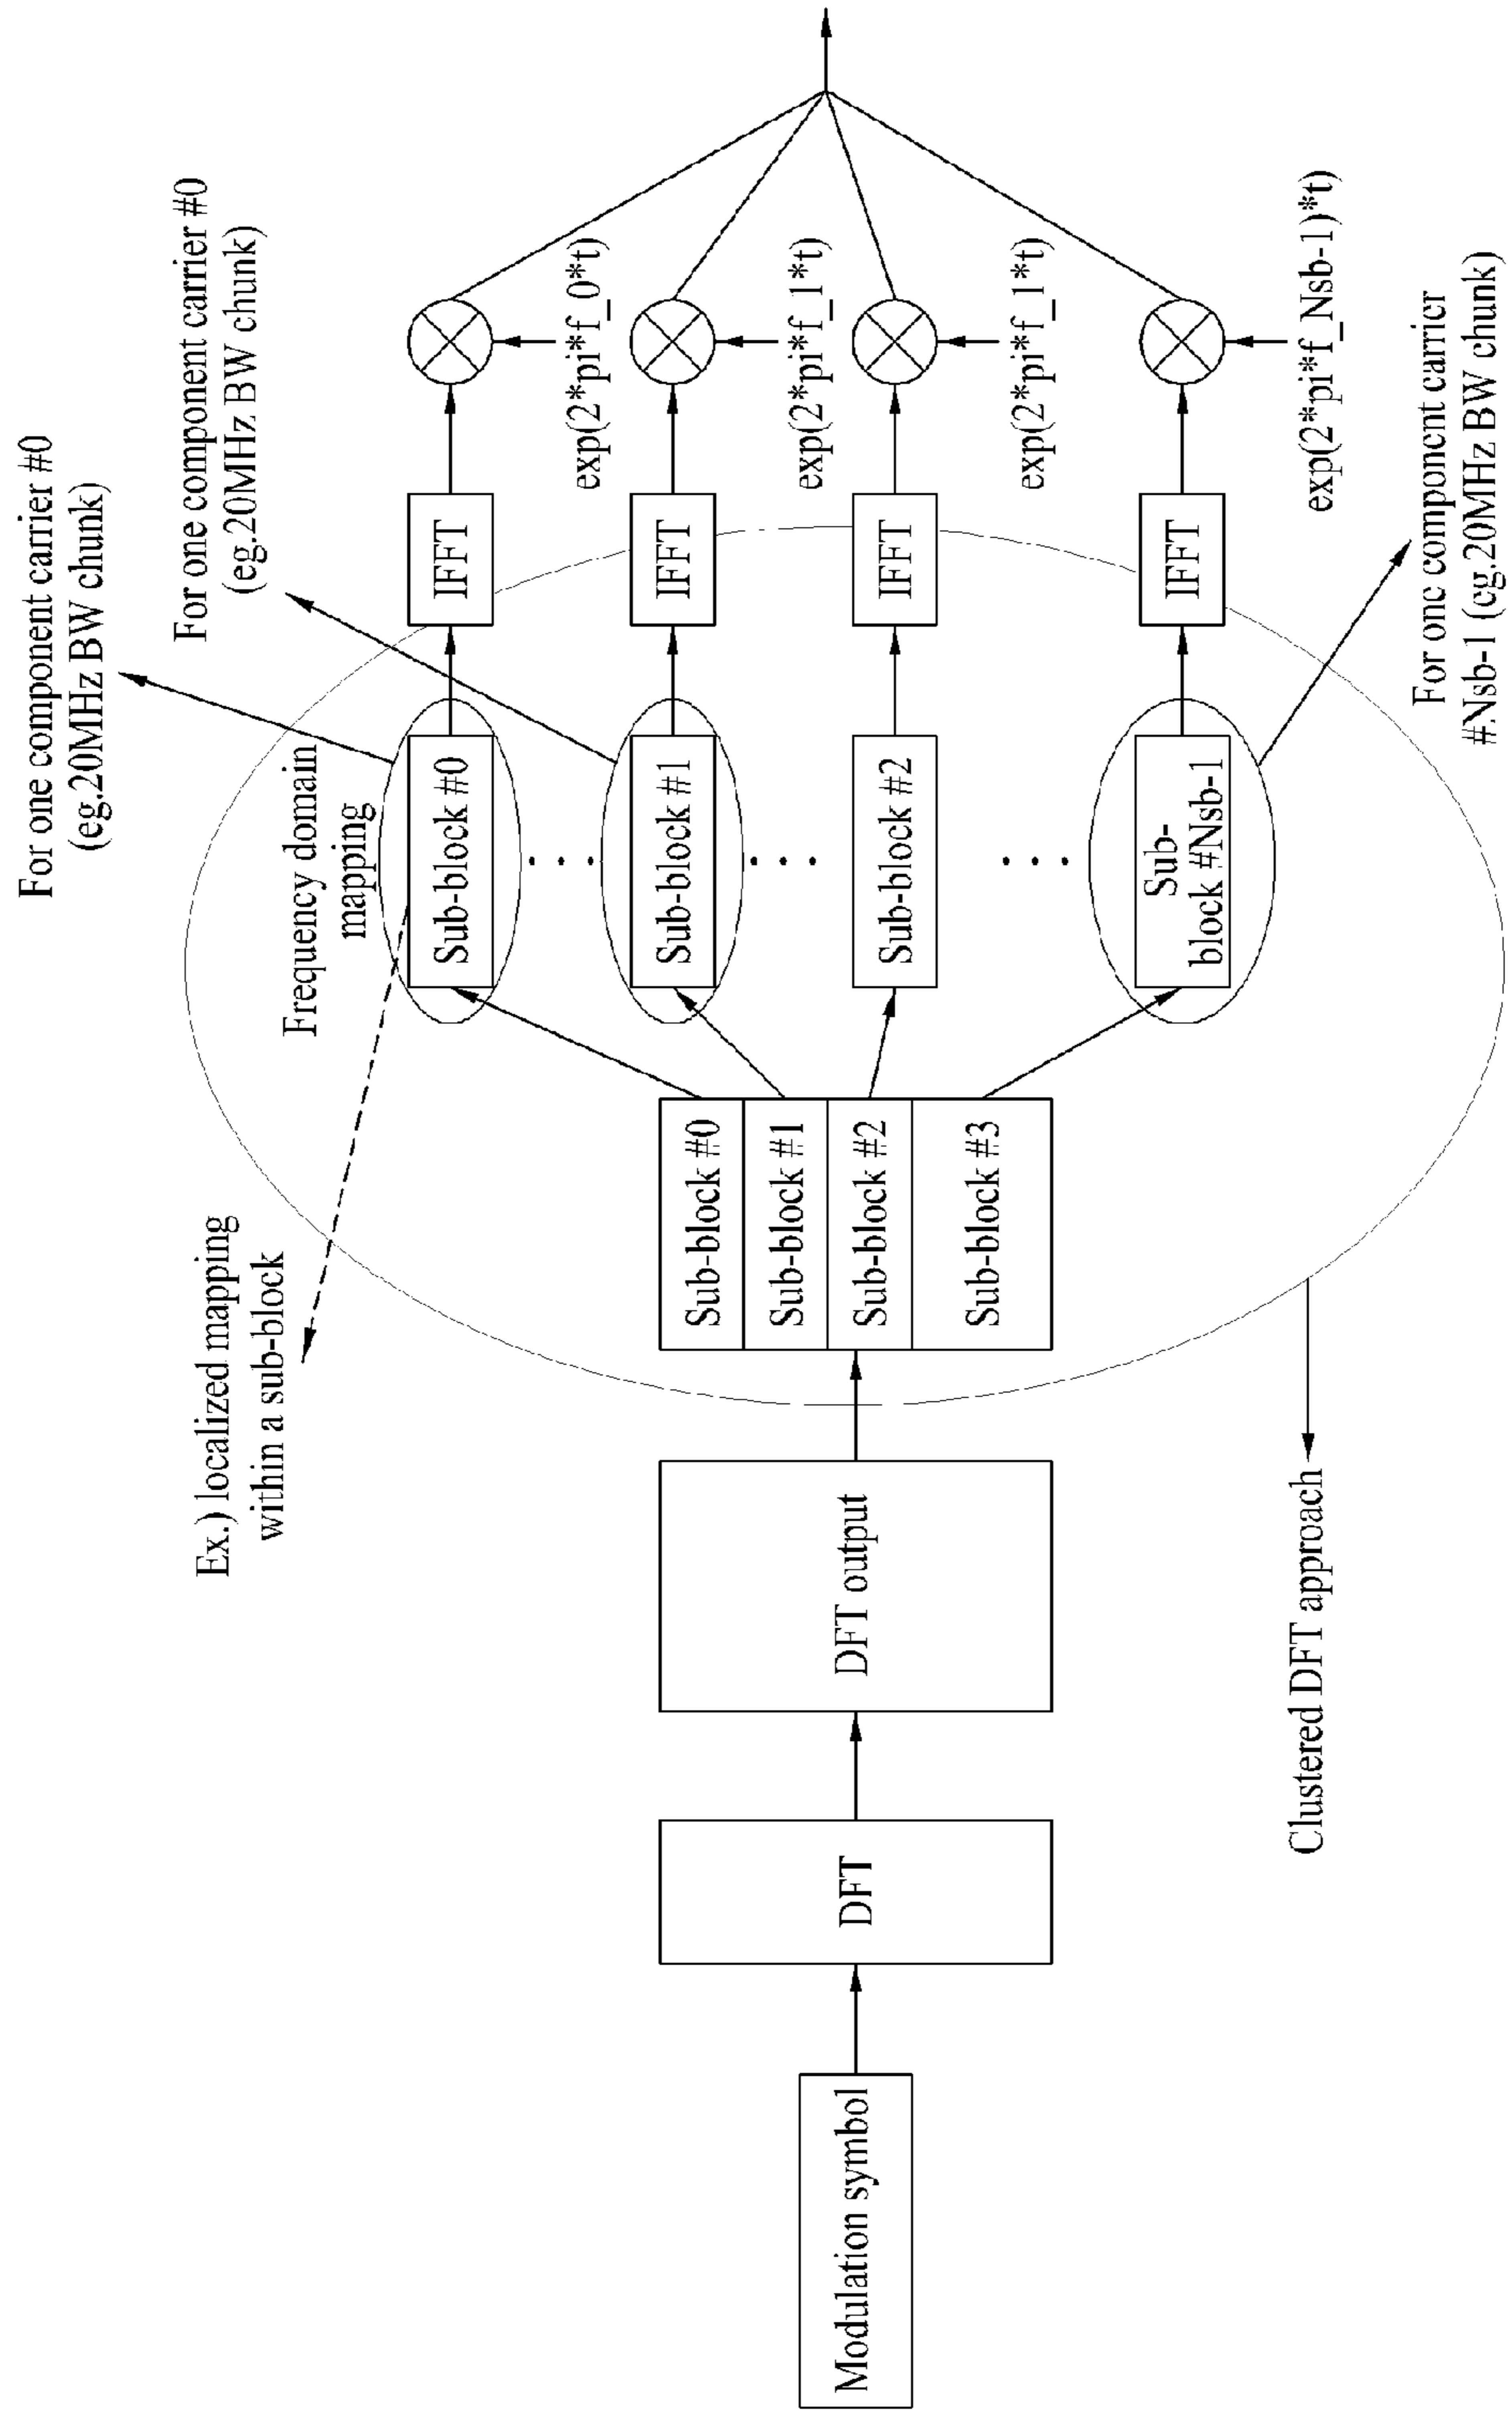 Modulation symbol
DFT
DFT output
Sub-block #0
Sub-block #1
Sub-block #2
Sub-block #3
Ex.) localized mapping
within a sub-block
Frequency domain
mapping
Sub-block #0
Sub-block #1
Sub-block #2
Sub-
block #Nsb-1
For one component carrier #0
(eg.20MHz BW chunk)
For one component carrier #0
(eg.20MHz BW chunk)
IFFT
IFFT
IFFT
IFFT
exp(2*pi*f_0*t)
exp(2*pi*f_1*t)
exp(2*pi*f_1*t)
exp(2*pi*f_Nsb-1)*t)
For one component carrier
#Nsb-1 (eg.20MHz BW chunk)
Clustered DFT approach